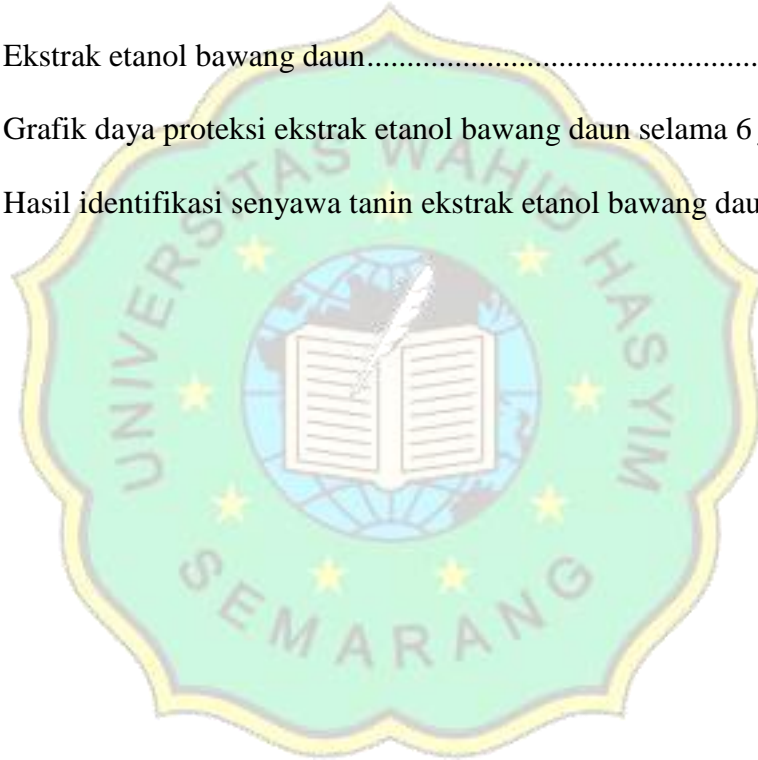 Ekstrak etanol bawang daun.................................................
Grafik daya proteksi ekstrak etanol bawang daun selama 6
Hasil identifikasi senyawa tanin ekstrak etanol bawang
UNIVERSITAS WAHID HASYIM
SEMARANG